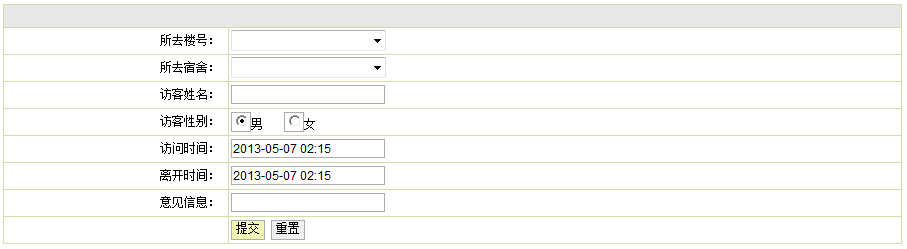 所去楼号：
所去宿舍：
访客姓名：
访客性别： 男 女
访问时间： 2013-05-07 02:15
离开时间： 2013-05-07 02:15
意见信息：
提交 重置